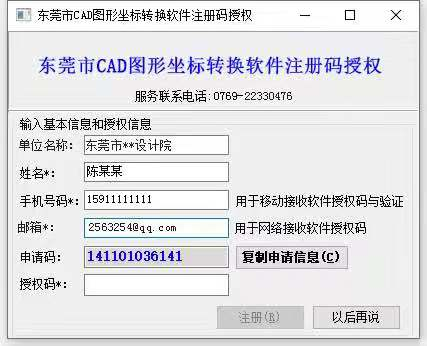 东莞市CAD图形坐标转换软件注册码授权
东莞市CAD图形坐标转换软件注册码授权
服务联系电话:0769-22330476
输入基本信息和授权信息
单位名称: 东莞市**设计院
姓名*: 陈某某
手机号码*: 15911111111 用于移动接收软件授权码与验证
邮箱*: 2563254@qq.com 用于网络接收软件授权码
申请码: 141101036141 复制申请信息(C)
授权码*:
注册(R) 以后再说